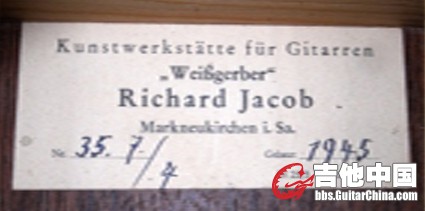 Kunstwerkstätte für Gitarren
„Weißgerber“
Richard Jacob
Markneukirchen i. Sa.
Nr. 35.7/4 1945
吉他中国
bbs.GuitarChina.com